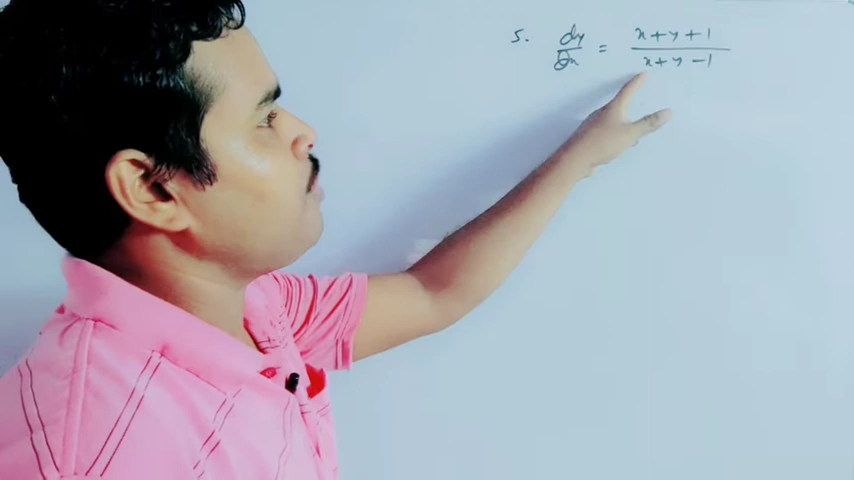 5. dy/dx = x+y+1/x+y-1